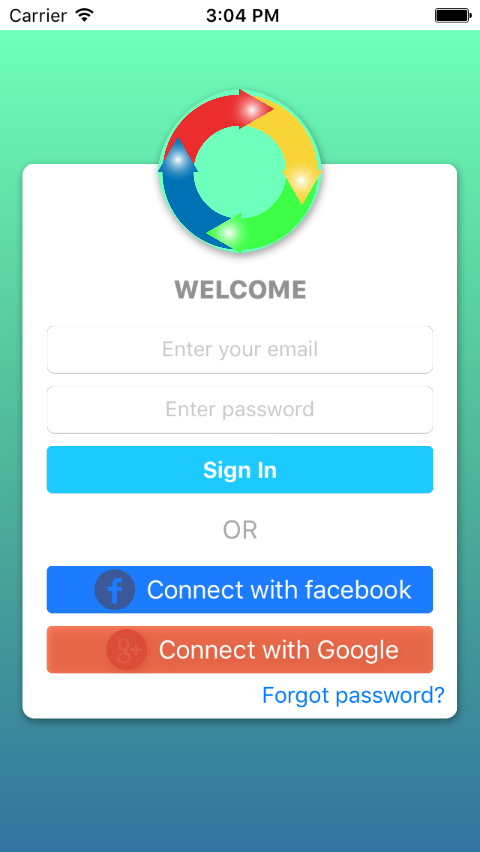 Carrier 3:04 PM
WELCOME
Enter your email
Enter password
Sign In
OR
f Connect with facebook
g+ Connect with Google
Forgot password?